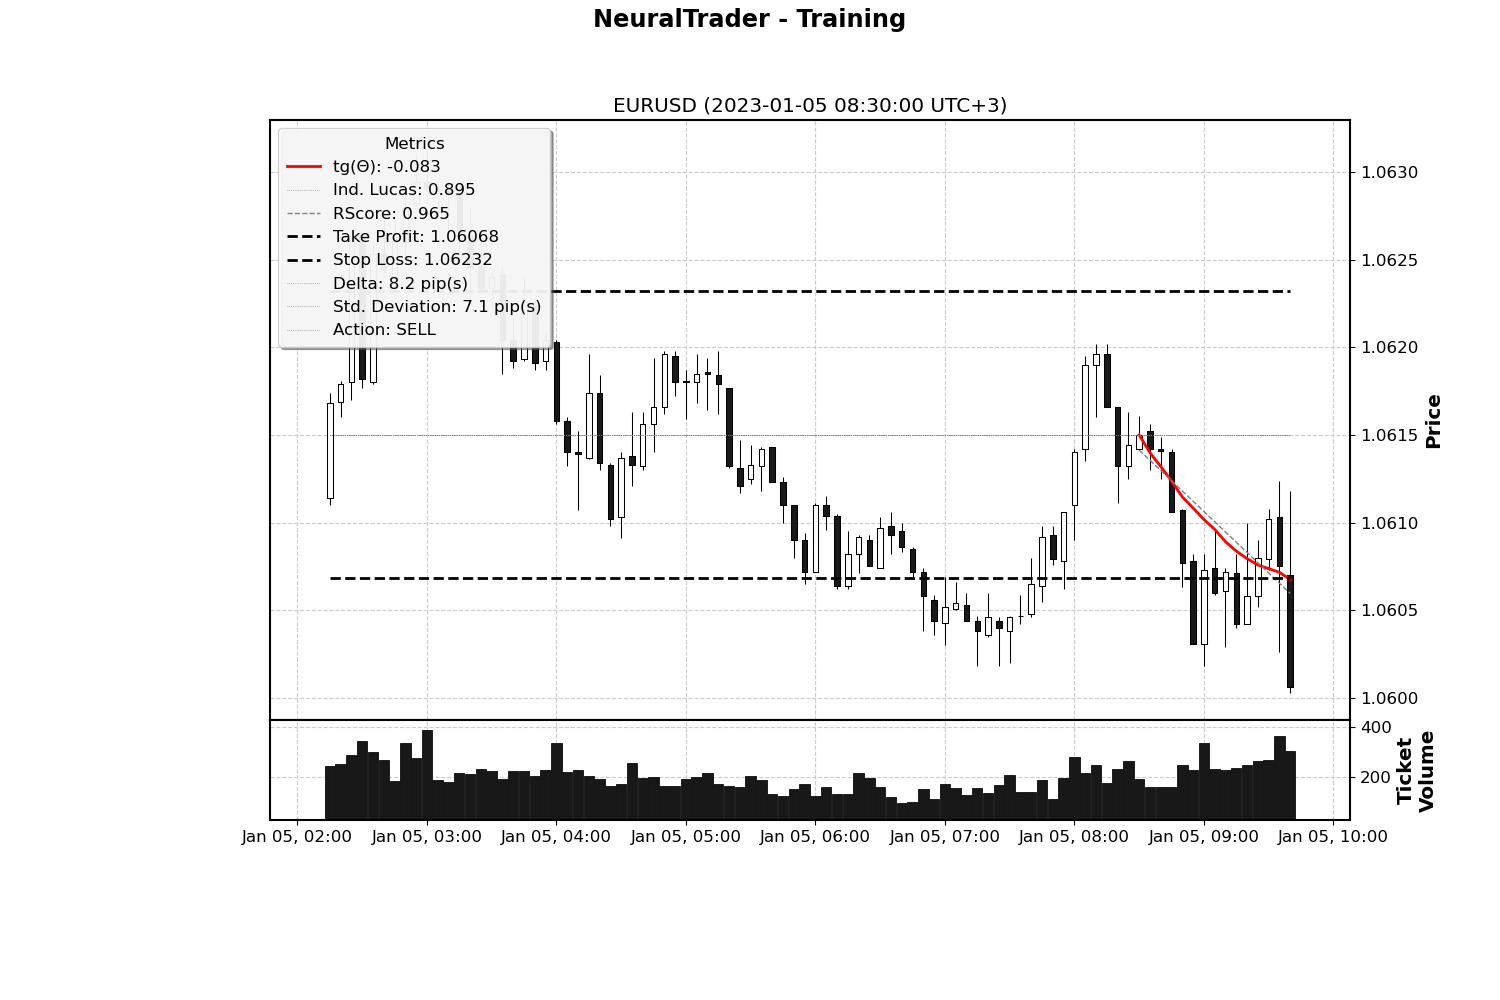 NeuralTrader - Training
EURUSD (2023-01-05 08:30:00 UTC+3)
Metrics
tg(Θ): -0.083
Ind. Lucas: 0.895
RScore: 0.965
Take Profit: 1.06068
Stop Loss: 1.06232
Delta: 8.2 pip(s)
Std. Deviation: 7.1 pip(s)
Action: SELL
1.0630
1.0625
1.0620
1.0615
1.0610
1.0605
1.0600
Price
400
200
Ticket
Volume
Jan 05, 02:00
Jan 05, 03:00
Jan 05, 04:00
Jan 05, 05:00
Jan 05, 06:00
Jan 05, 07:00
Jan 05, 08:00
Jan 05, 09:00
Jan 05, 10:00